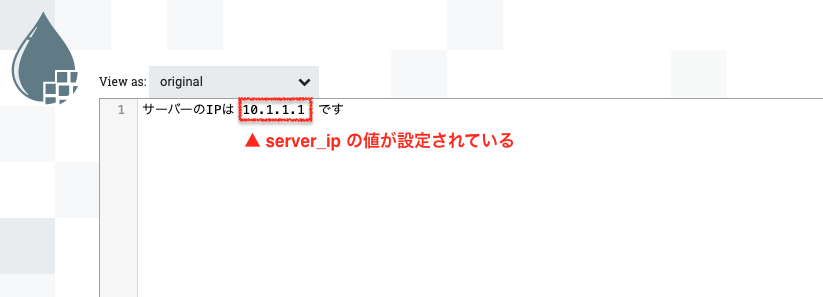 View as: original
1 サーバーのIPは 10.1.1.1 です
▲ server_ip の値が設定されている